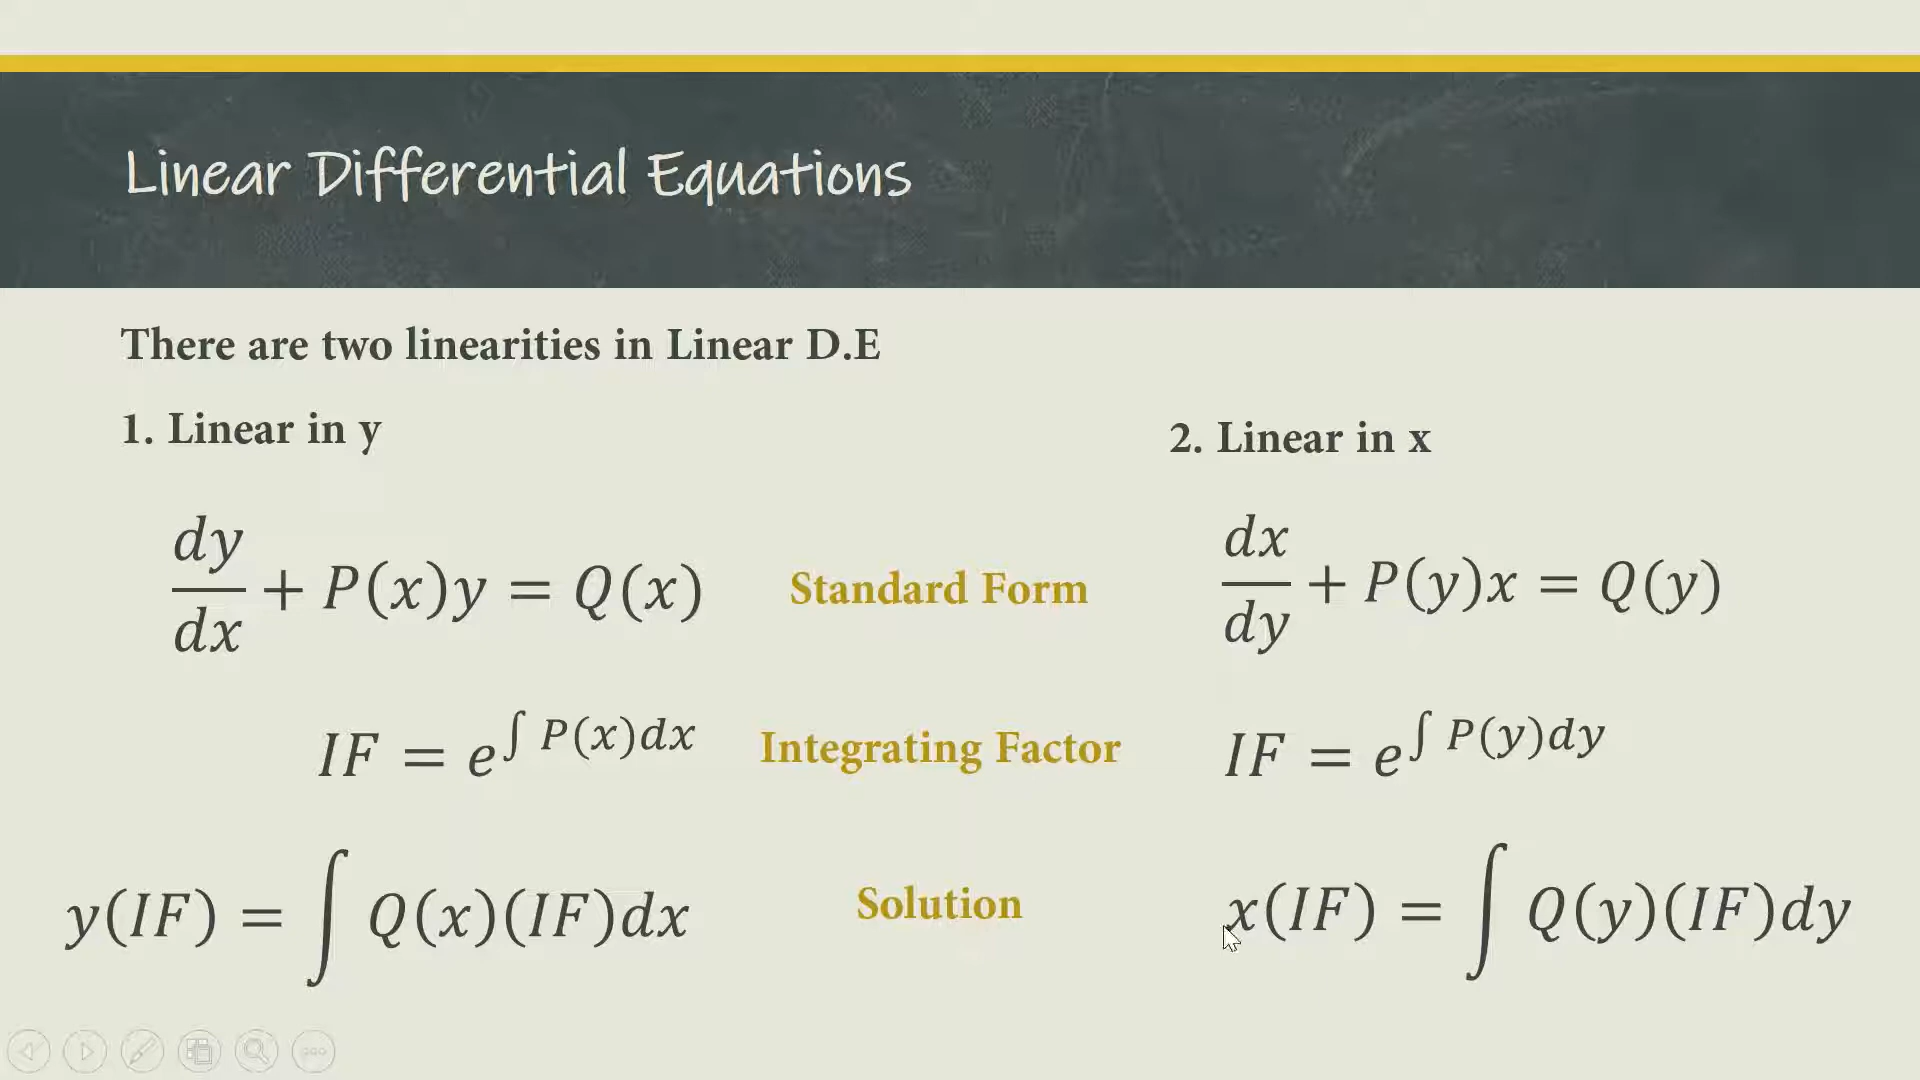 Linear Differential Equations
There are two linearities in Linear D.E
1. Linear in y
2. Linear in x
dy/dx + P(x)y = Q(x)
Standard Form
dx/dy + P(y)x = Q(y)
IF = e^{∫ P(x)dx}
Integrating Factor
IF = e^{∫ P(y)dy}
y(IF) = ∫ Q(x)(IF)dx
Solution
x(IF) = ∫ Q(y)(IF)dy